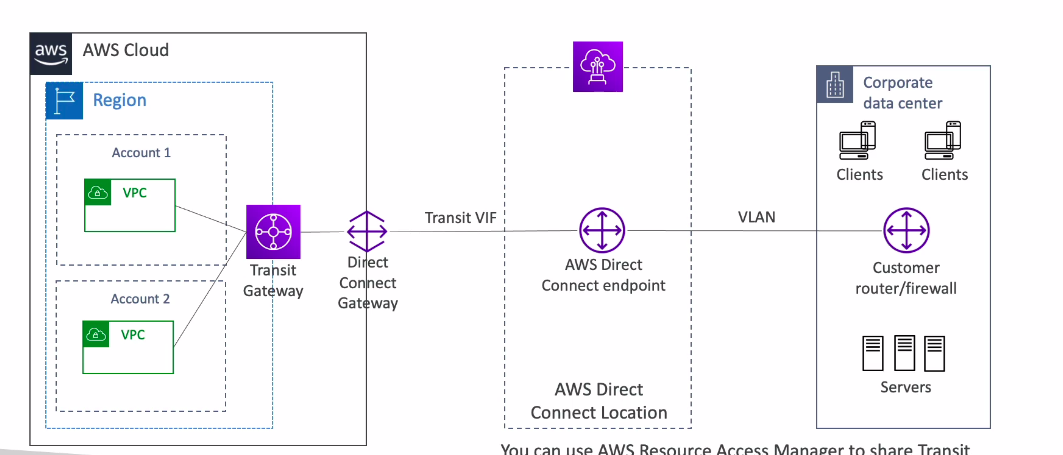 aws
AWS Cloud
Region
Account 1
VPC
Account 2
VPC
Transit
Gateway
Direct
Connect
Gateway
Transit VIF
AWS Direct
Connect endpoint
AWS Direct
Connect Location
VLAN
Corporate
data center
Clients
Clients
Customer
router/firewall
Servers
You can use AWS Resource Access Manager to share Transit